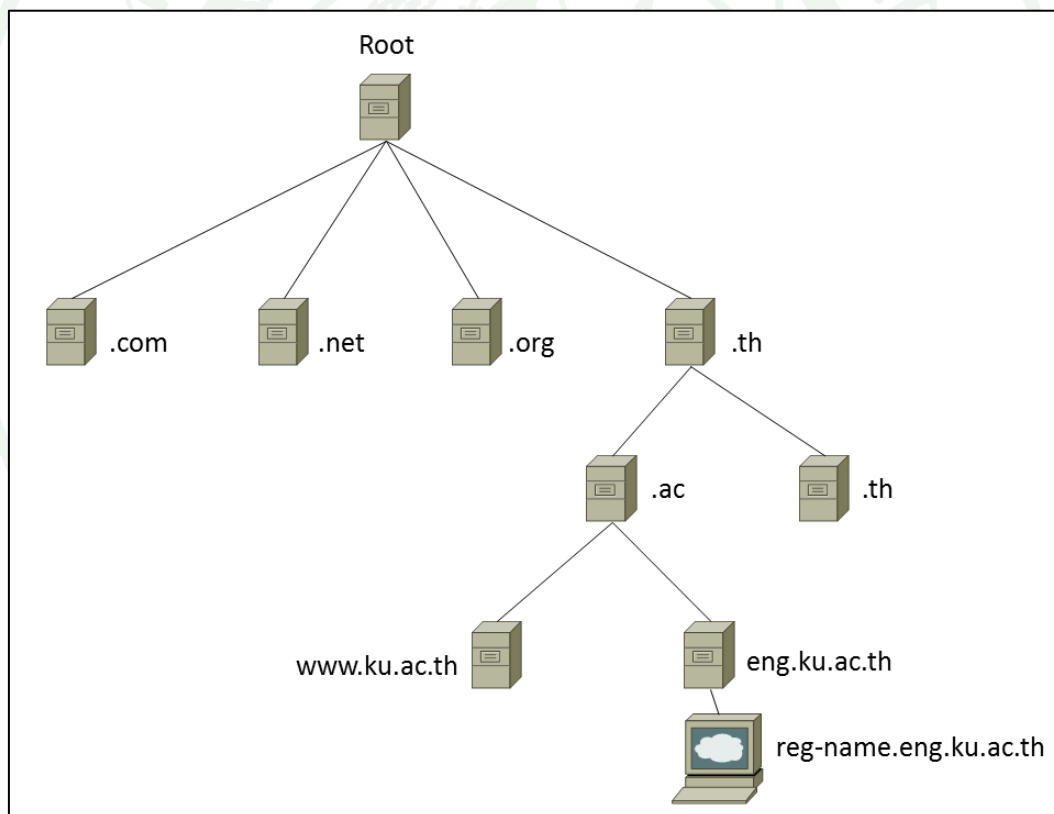 Root
.com
.net
.org
.th
.ac
.th
www.ku.ac.th
eng.ku.ac.th
reg-name.eng.ku.ac.th